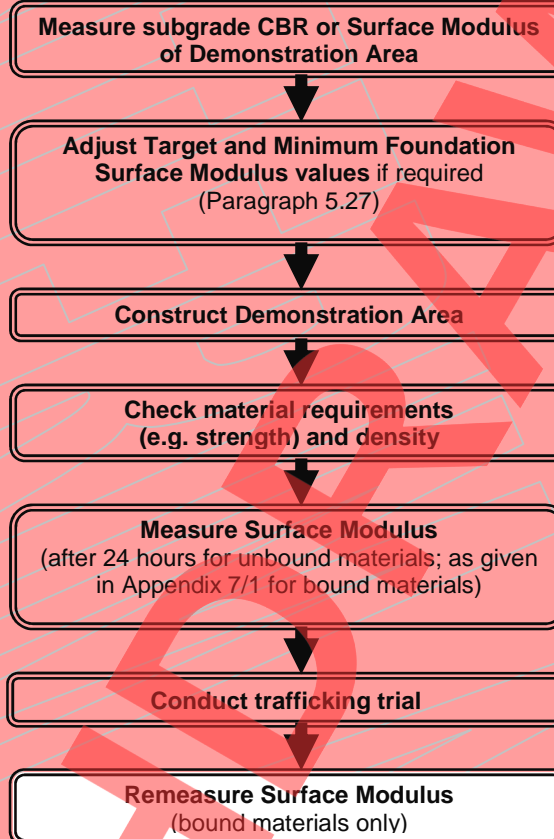 Measure subgrade CBR or Surface Modulus
of Demonstration Area
Adjust Target and Minimum Foundation
Surface Modulus values if required
(Paragraph 5.27)
Construct Demonstration Area
Check material requirements
(e.g. strength) and density
Measure Surface Modulus
(after 24 hours for unbound materials; as given
in Appendix 7/1 for bound materials)
Conduct trafficking trial
Remeasure Surface Modulus
(bound materials only)